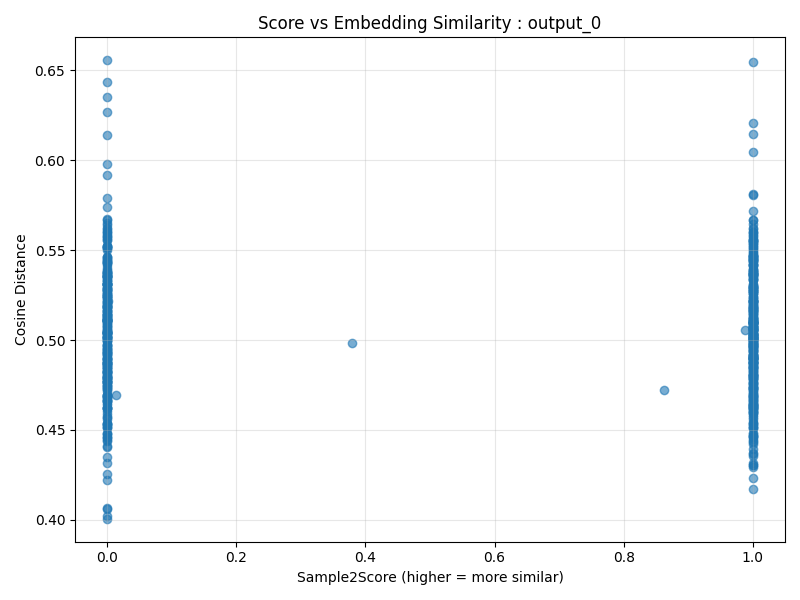 Score vs Embedding Similarity : output_0
Cosine Distance
0.65
0.60
0.55
0.50
0.45
0.40
0.0 0.2 0.4 0.6 0.8 1.0
Sample2Score (higher = more similar)